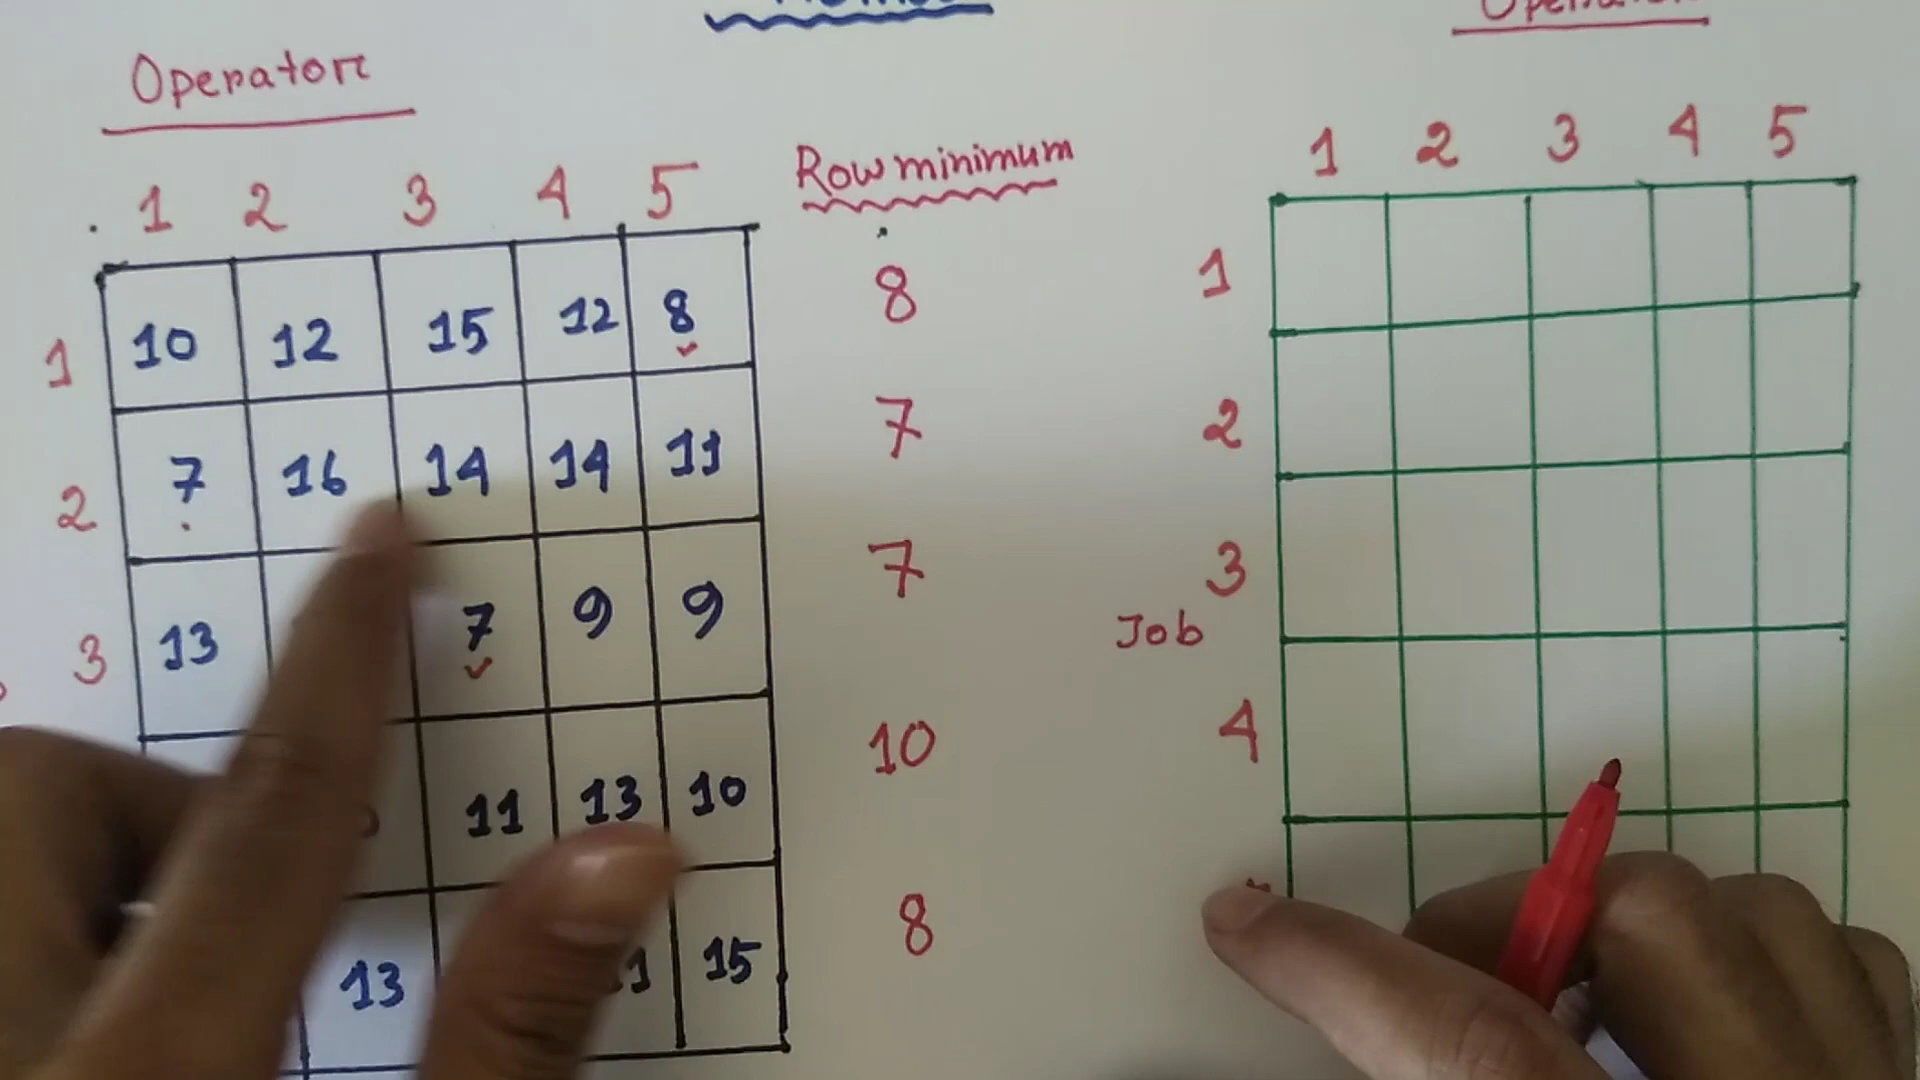 Operatorr
1 2 3 4 5
Row minimum
1 10 12 15 12 8
8
2 7 16 14 14 11
7
3 13 7 9 9
7
11 13 10
10
13 15
8
1 2 3 4 5
1
2
3
Job
4